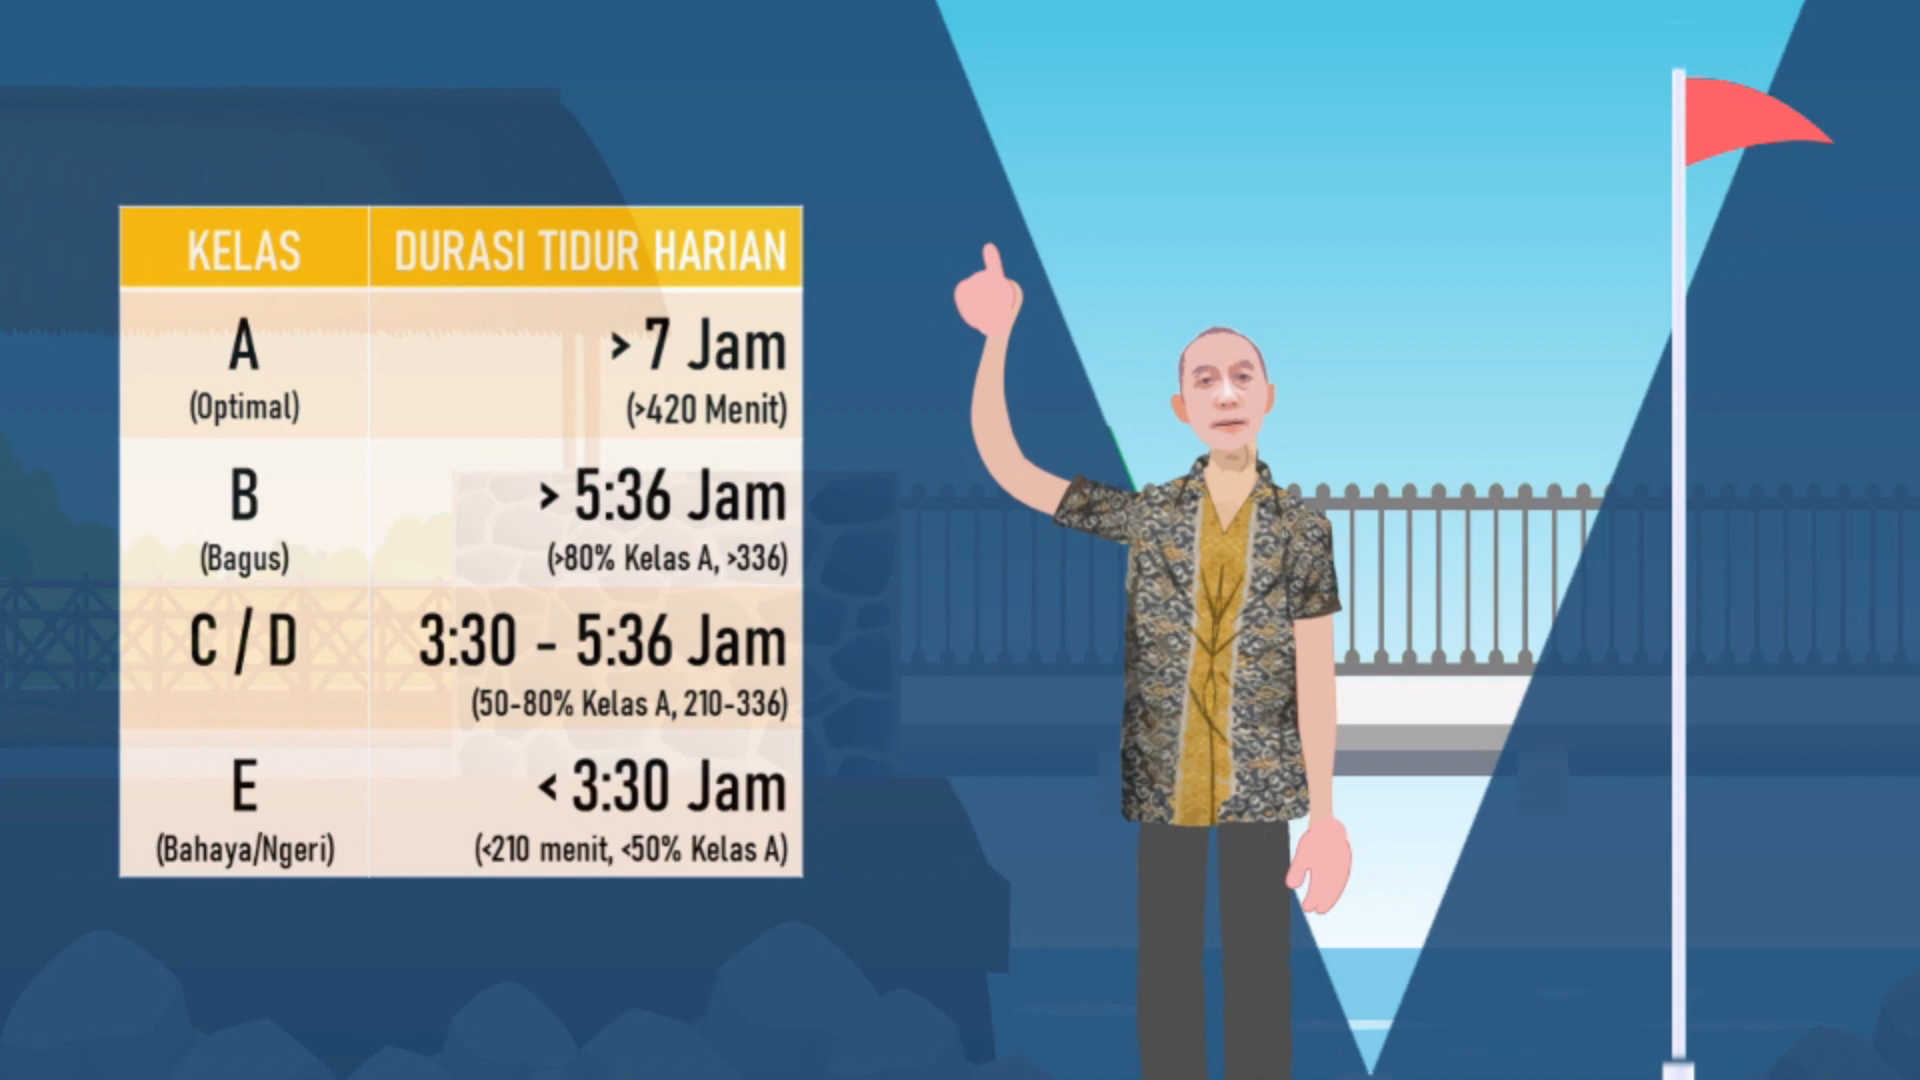 KELAS DURASI TIDUR HARIAN
A > 7 Jam
(Optimal) (>420 Menit)
B > 5:36 Jam
(Bagus) (>80% Kelas A, >336)
C / D 3:30 - 5:36 Jam
(50-80% Kelas A, 210-336)
E < 3:30 Jam
(Bahaya/Ngeri) (<210 menit, <50% Kelas A)